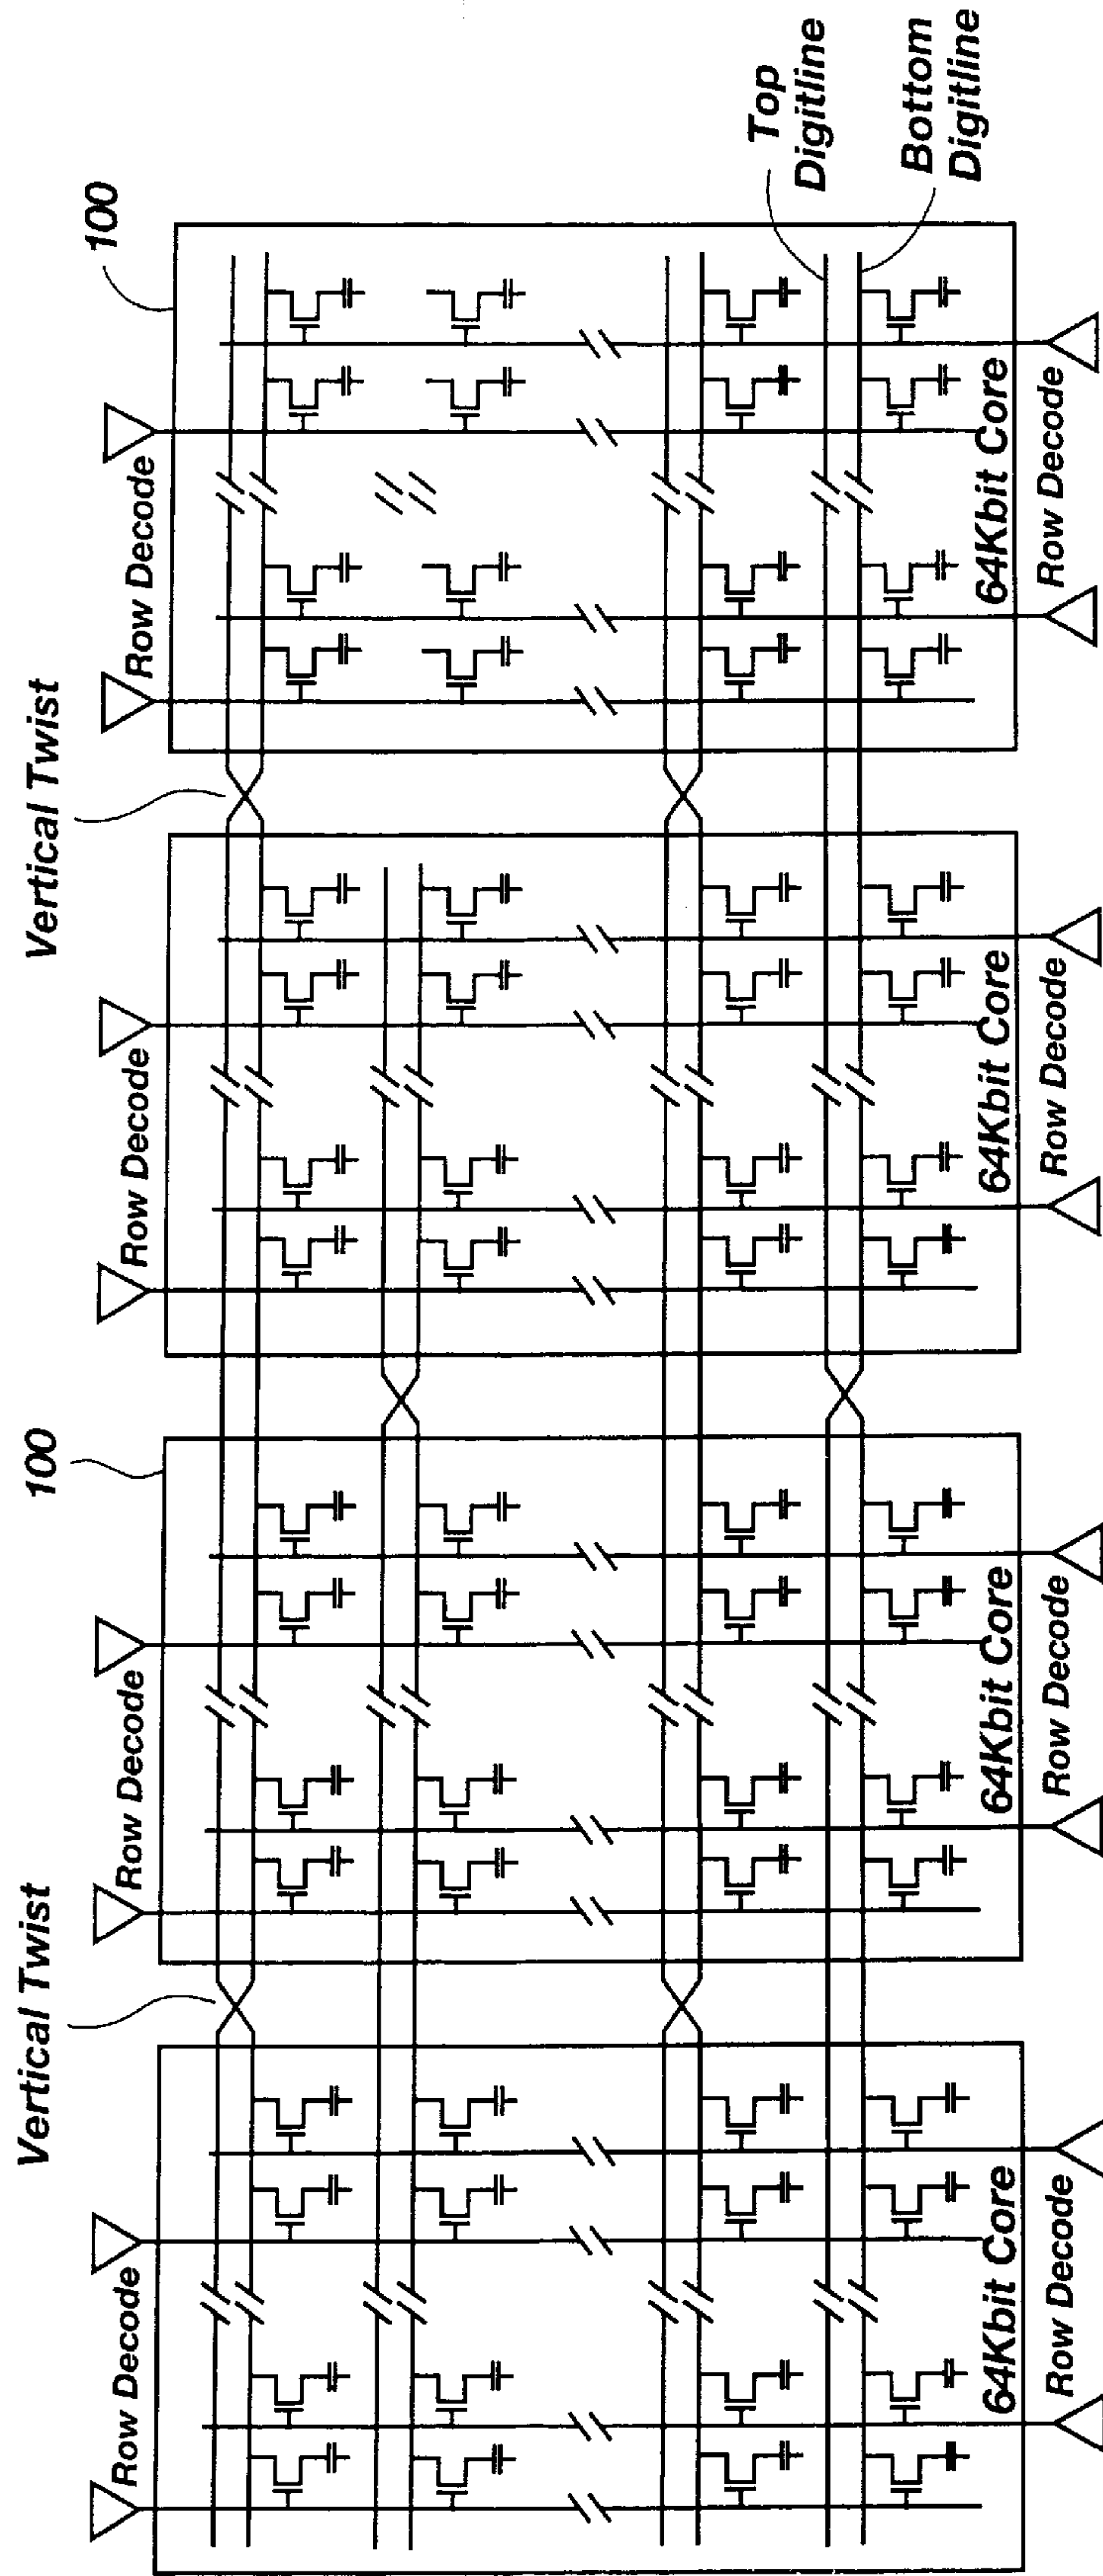 Vertical Twist
Vertical Twist
100
100
Row Decode
Row Decode
Row Decode
Row Decode
Top
Digitline
Bottom
Digitline
64Kbit Core
64Kbit Core
64Kbit Core
64Kbit Core
Row Decode
Row Decode
Row Decode
Row Decode